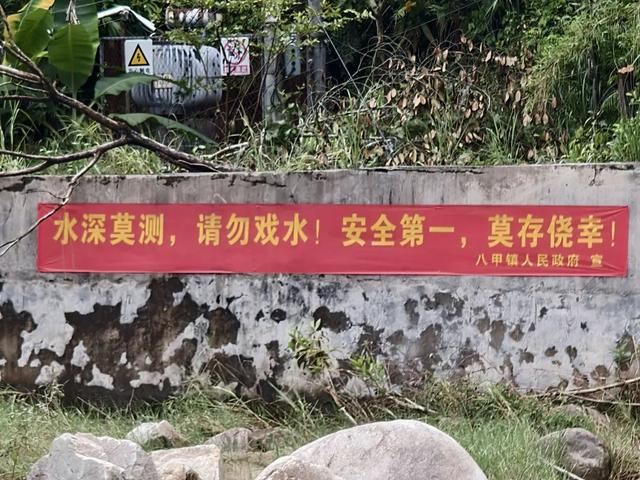 水深莫测，请勿戏水！安全第一，莫存侥幸！
八甲镇人民政府 宣